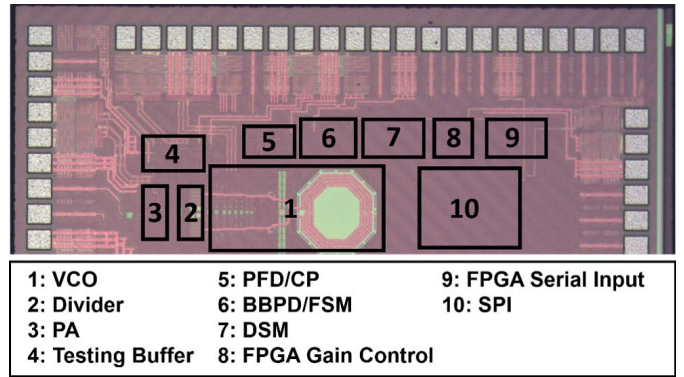 4
5
6
7
8
9
3
2
1
10
1: VCO
5: PFD/CP
9: FPGA Serial Input
2: Divider
6: BBPD/FSM
10: SPI
3: PA
7: DSM
4: Testing Buffer
8: FPGA Gain Control